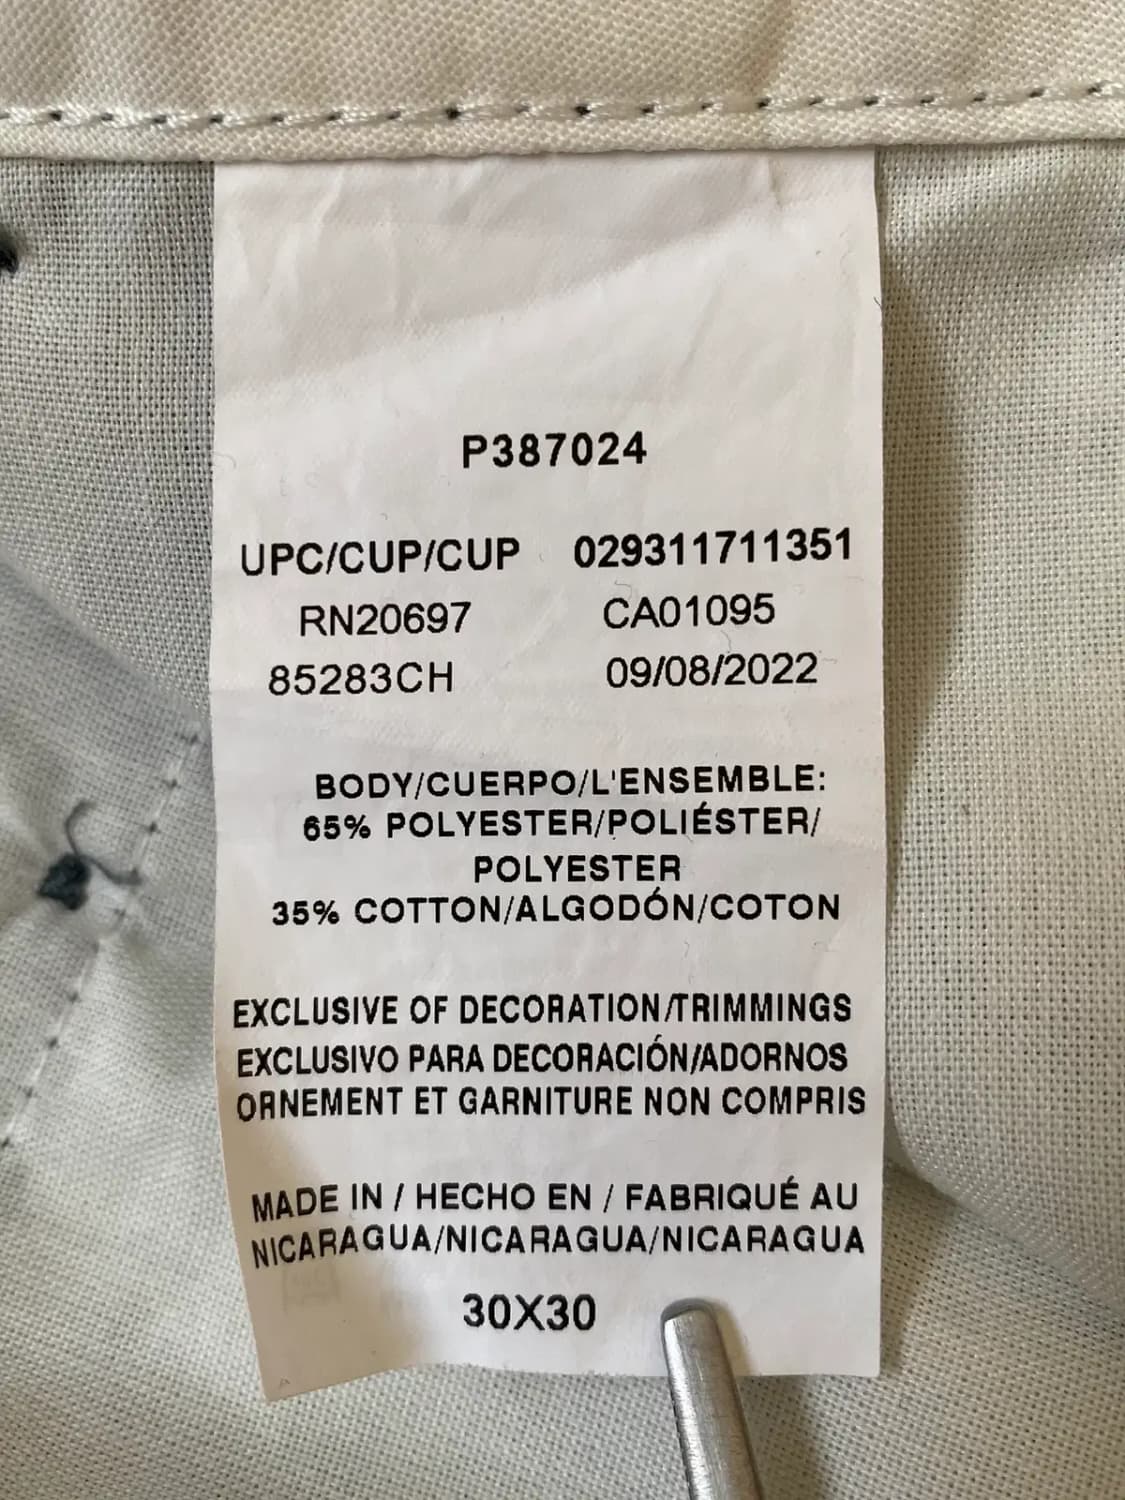 P387024
UPC/CUP/CUP 029311711351
RN20697 CA01095
85283CH 09/08/2022
BODY/CUERPO/L'ENSEMBLE:
65% POLYESTER/POLIÉSTER/
POLYESTER
35% COTTON/ALGODÓN/COTON
EXCLUSIVE OF DECORATION/TRIMMINGS
EXCLUSIVO PARA DECORACIÓN/ADORNOS
ORNEMENT ET GARNITURE NON COMPRIS
MADE IN / HECHO EN / FABRIQUÉ AU
NICARAGUA/NICARAGUA/NICARAGUA
30X30